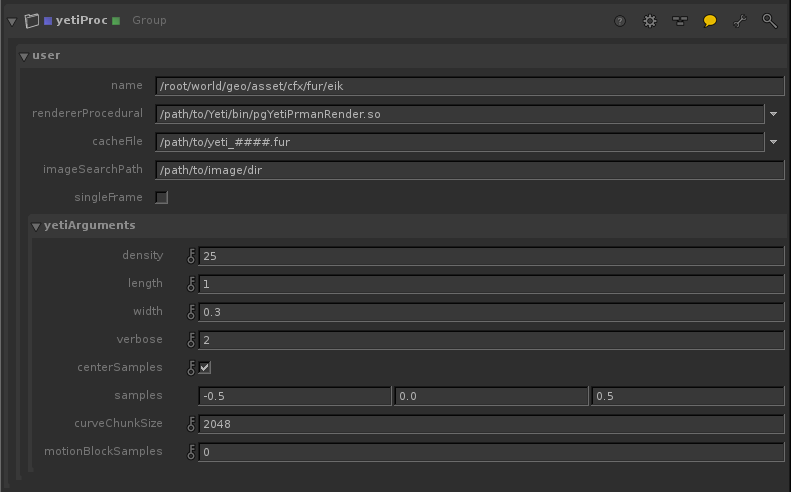 yetiProc Group ?
user
name /root/world/geo/asset/cfx/fur/eik
rendererProcedural /path/to/Yeti/bin/pgYetiPrmanRender.so
cacheFile /path/to/yeti_####.fur
imageSearchPath /path/to/image/dir
singleFrame
yetiArguments
density 25
length 1
width 0.3
verbose 2
centerSamples
samples -0.5 0.0 0.5
curveChunkSize 2048
motionBlockSamples 0